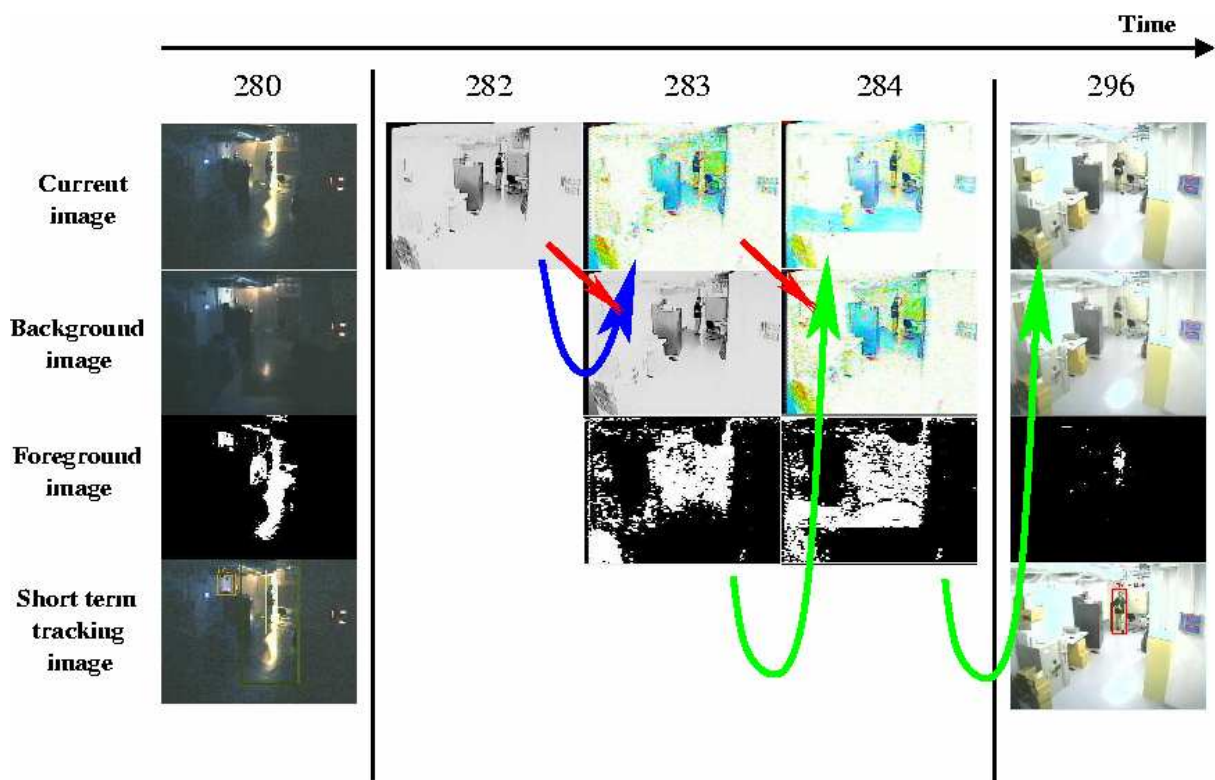 Time
280
282
283
284
296
Current
image
Background
image
Foreground
image
Short term
tracking
image